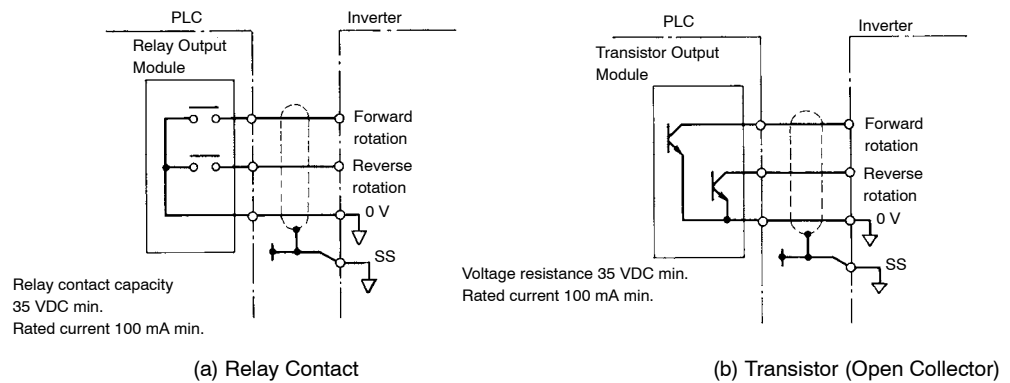 PLC
Inverter
Relay Output
Module
Forward
rotation
Reverse
rotation
0 V
SS
Relay contact capacity
35 VDC min.
Rated current 100 mA min.
(a) Relay Contact
PLC
Inverter
Transistor Output
Module
Forward
rotation
Reverse
rotation
0 V
SS
Voltage resistance 35 VDC min.
Rated current 100 mA min.
(b) Transistor (Open Collector)